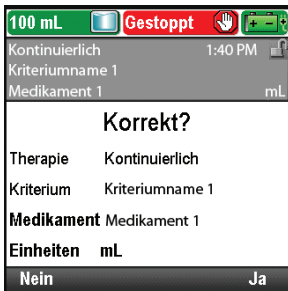 100 mL Gestoppt
Kontinuierlich 1:40 PM
Kriteriumname 1
Medikament 1 mL
Korrekt?
Therapie Kontinuierlich
Kriterium Kriteriumname 1
Medikament Medikament 1
Einheiten mL
Nein Ja